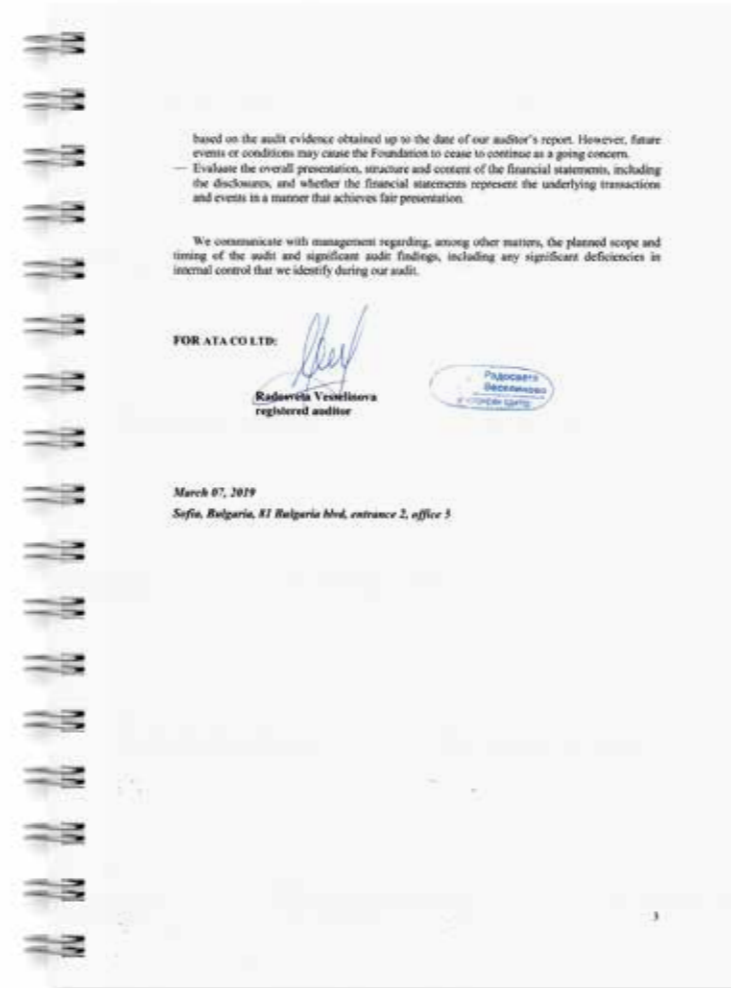 based on the audit evidence obtained up to the date of our auditor's report. However, future
events or conditions may cause the Foundation to cease to continue as a going concern.
— Evaluate the overall presentation, structure and content of the financial statements, including
the disclosures, and whether the financial statements represent the underlying transactions
and events in a manner that achieves fair presentation.
We communicate with management regarding, among other matters, the planned scope and
timing of the audit and significant audit findings, including any significant deficiencies in
internal control that we identify during our audit.
FOR ATA CO LTD:
Radosveta Vesselinova
registered auditor
Радосвета
Веселинова
March 07, 2019
Sofia, Bulgaria, 81 Bulgaria blvd, entrance 2, office 5
3